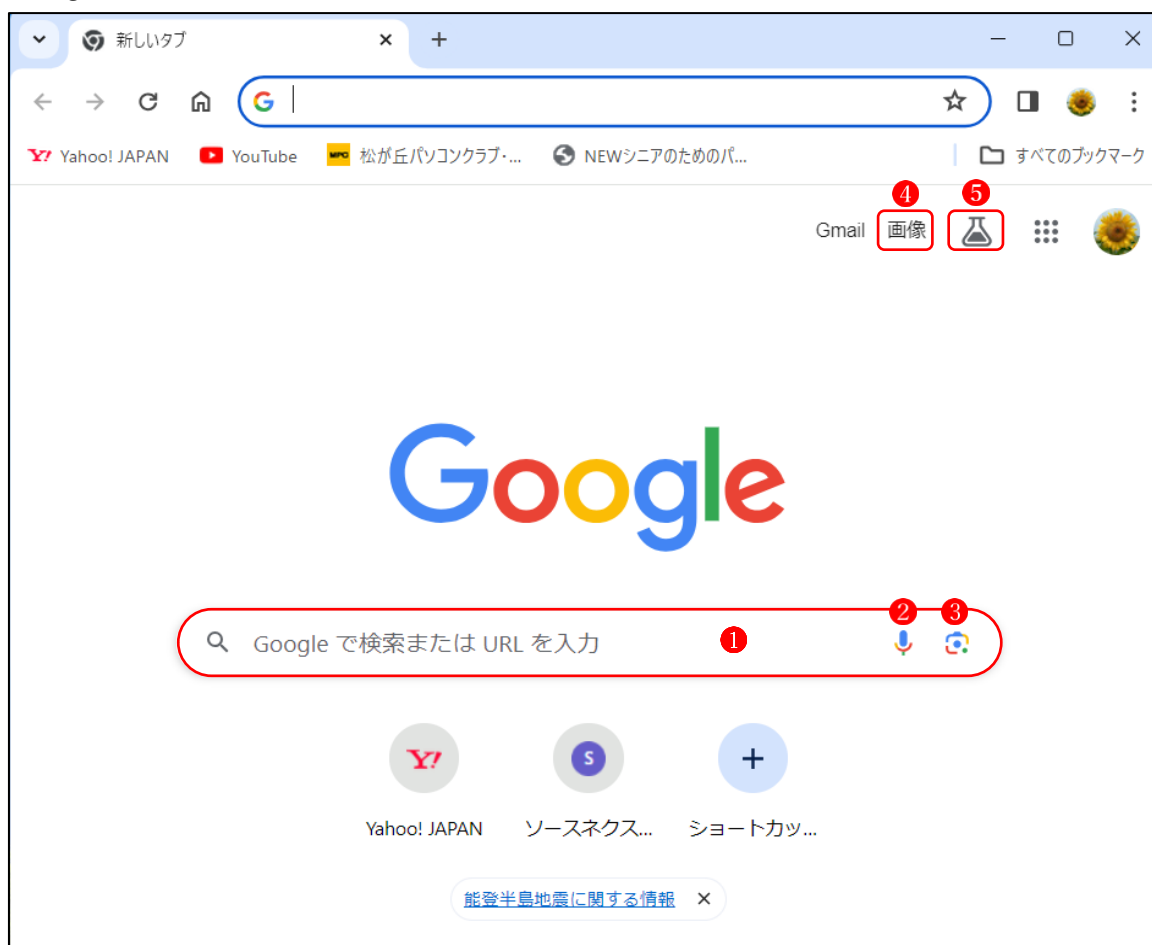 新しいタブ
Yahoo! JAPAN YouTube 松が丘パソコンクラブ・... NEWシニアのためのパ... すべてのブックマーク
4 5
Gmail 画像
Google
2 3
Google で検索または URL を入力 1
Yahoo! JAPAN ソースネクス... ショートカッ...
能登半島地震に関する情報